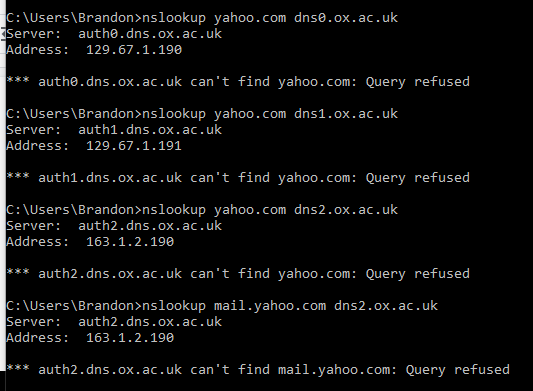 C:\Users\Brandon>nslookup yahoo.com dns0.ox.ac.uk
Server:  auth0.dns.ox.ac.uk
Address:  129.67.1.190
*** auth0.dns.ox.ac.uk can't find yahoo.com: Query refused
C:\Users\Brandon>nslookup yahoo.com dns1.ox.ac.uk
Server:  auth1.dns.ox.ac.uk
Address:  129.67.1.191
*** auth1.dns.ox.ac.uk can't find yahoo.com: Query refused
C:\Users\Brandon>nslookup yahoo.com dns2.ox.ac.uk
Server:  auth2.dns.ox.ac.uk
Address:  163.1.2.190
*** auth2.dns.ox.ac.uk can't find yahoo.com: Query refused
C:\Users\Brandon>nslookup mail.yahoo.com dns2.ox.ac.uk
Server:  auth2.dns.ox.ac.uk
Address:  163.1.2.190
*** auth2.dns.ox.ac.uk can't find mail.yahoo.com: Query refused